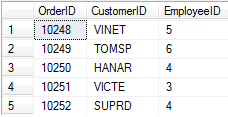 OrderID CustomerID EmployeeID
1 10248 VINET 5
2 10249 TOMSP 6
3 10250 HANAR 4
4 10251 VICTE 3
5 10252 SUPRD 4